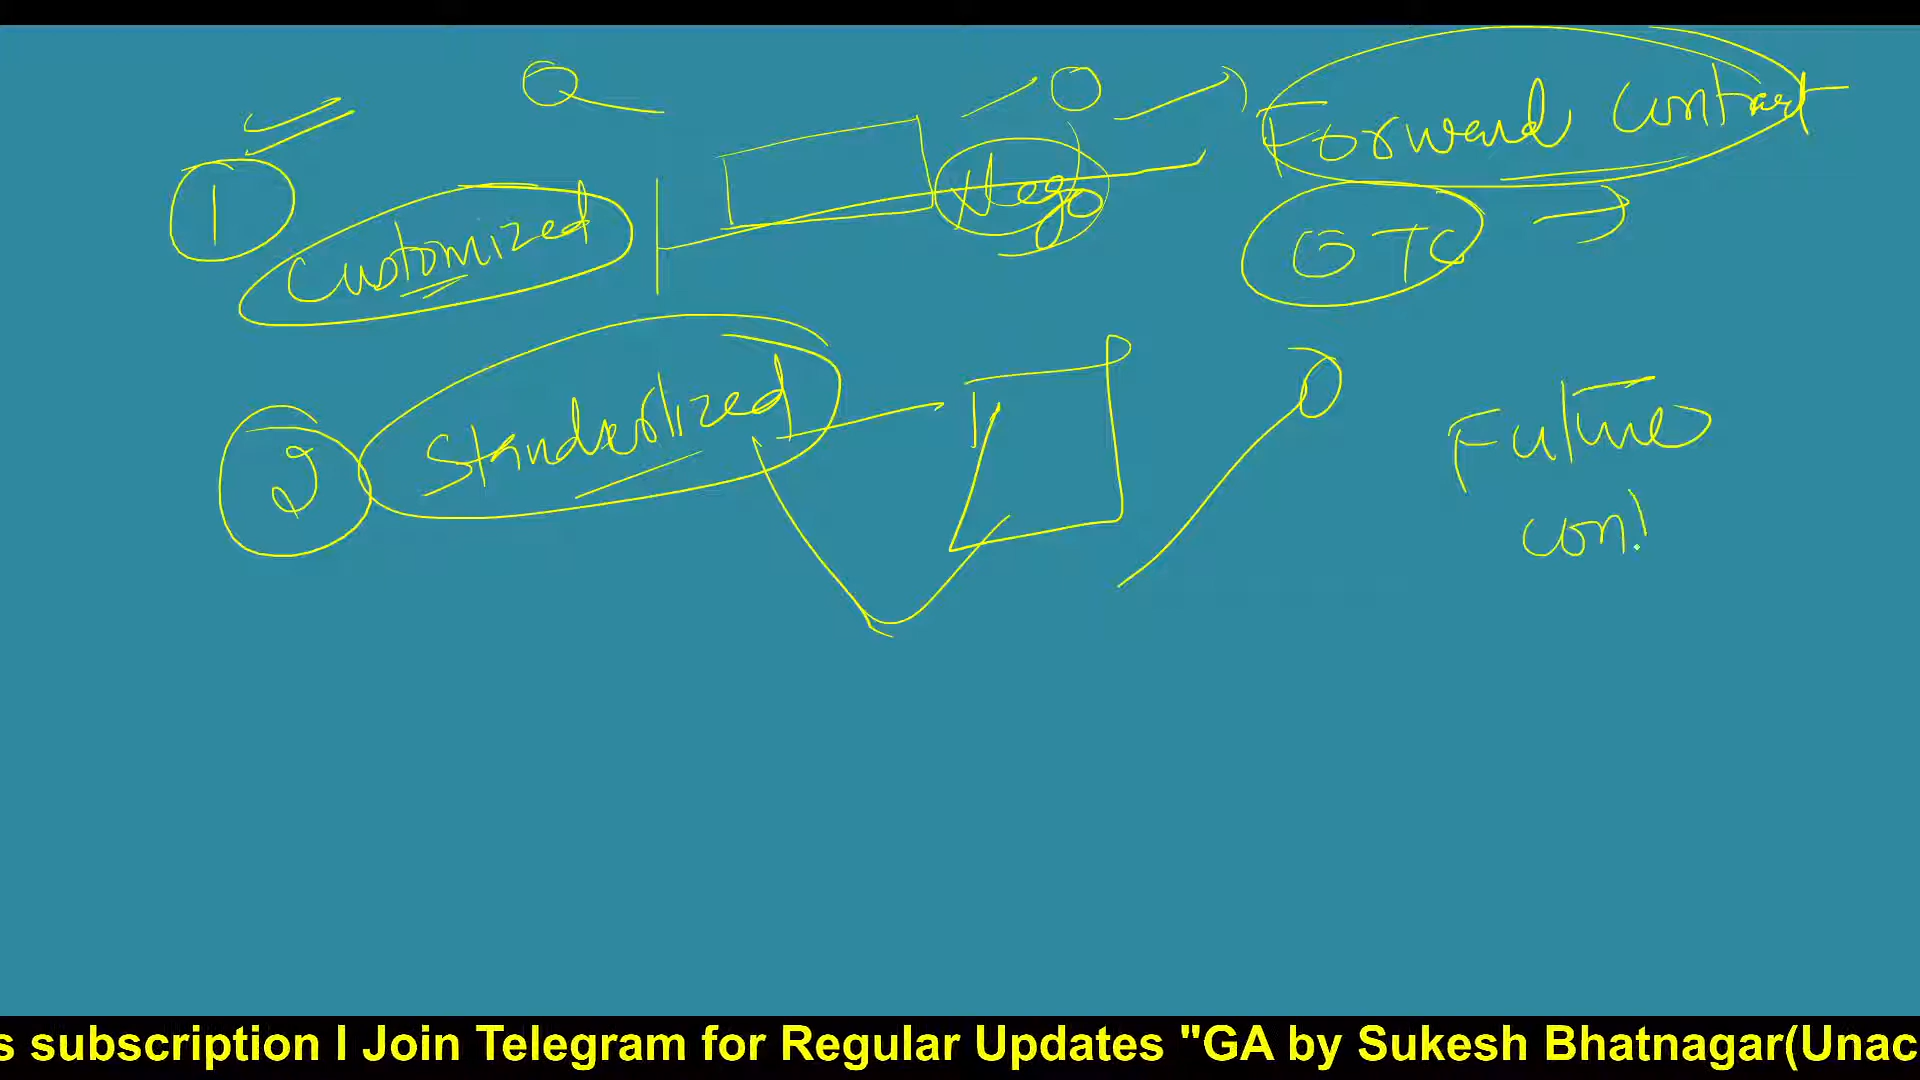 1 Customized Nego Forward Contract
OTC
2 Standardized Future
con
s subscription I Join Telegram for Regular Updates "GA by Sukesh Bhatnagar(Unac